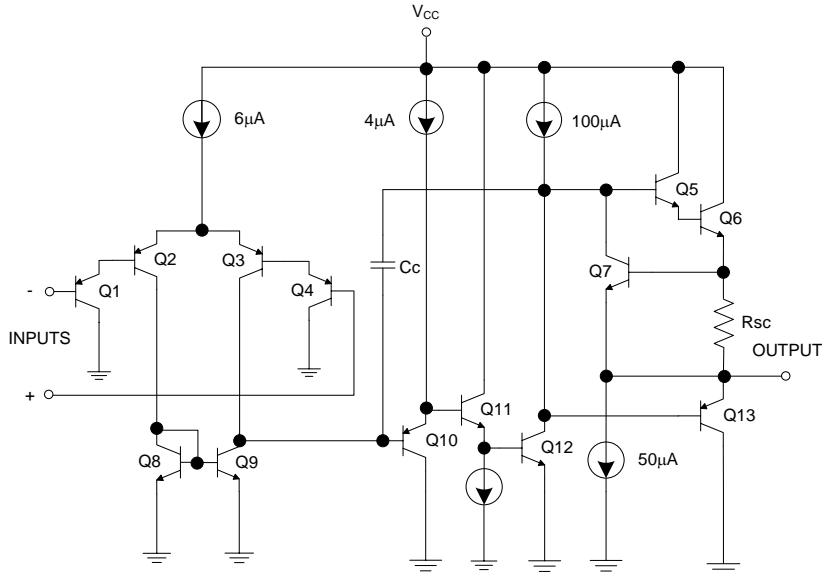 VCC
6μA
4μA
100μA
Q5
Q6
Q2
Q3
Q7
Cc
Q1
Q4
-
INPUTS
Rsc
OUTPUT
+
Q11
Q13
Q10
Q12
Q8
Q9
50μA